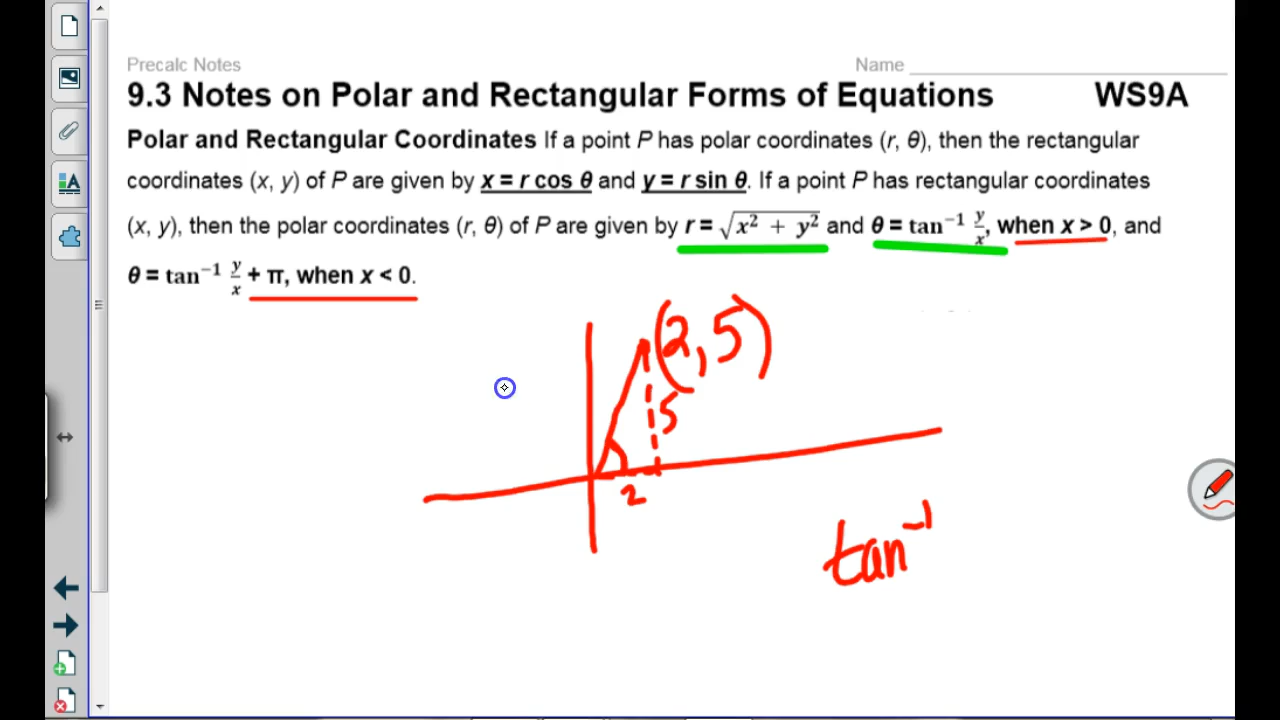 Precalc Notes Name
9.3 Notes on Polar and Rectangular Forms of Equations WS9A
Polar and Rectangular Coordinates If a point P has polar coordinates (r, θ), then the rectangular
coordinates (x, y) of P are given by x = r cos θ and y = r sin θ. If a point P has rectangular coordinates
(x, y), then the polar coordinates (r, θ) of P are given by r = √x² + y² and θ = tan⁻¹ y/x, when x > 0, and
θ = tan⁻¹ y/x + π, when x < 0.
(2, 5)
5
2
tan⁻¹